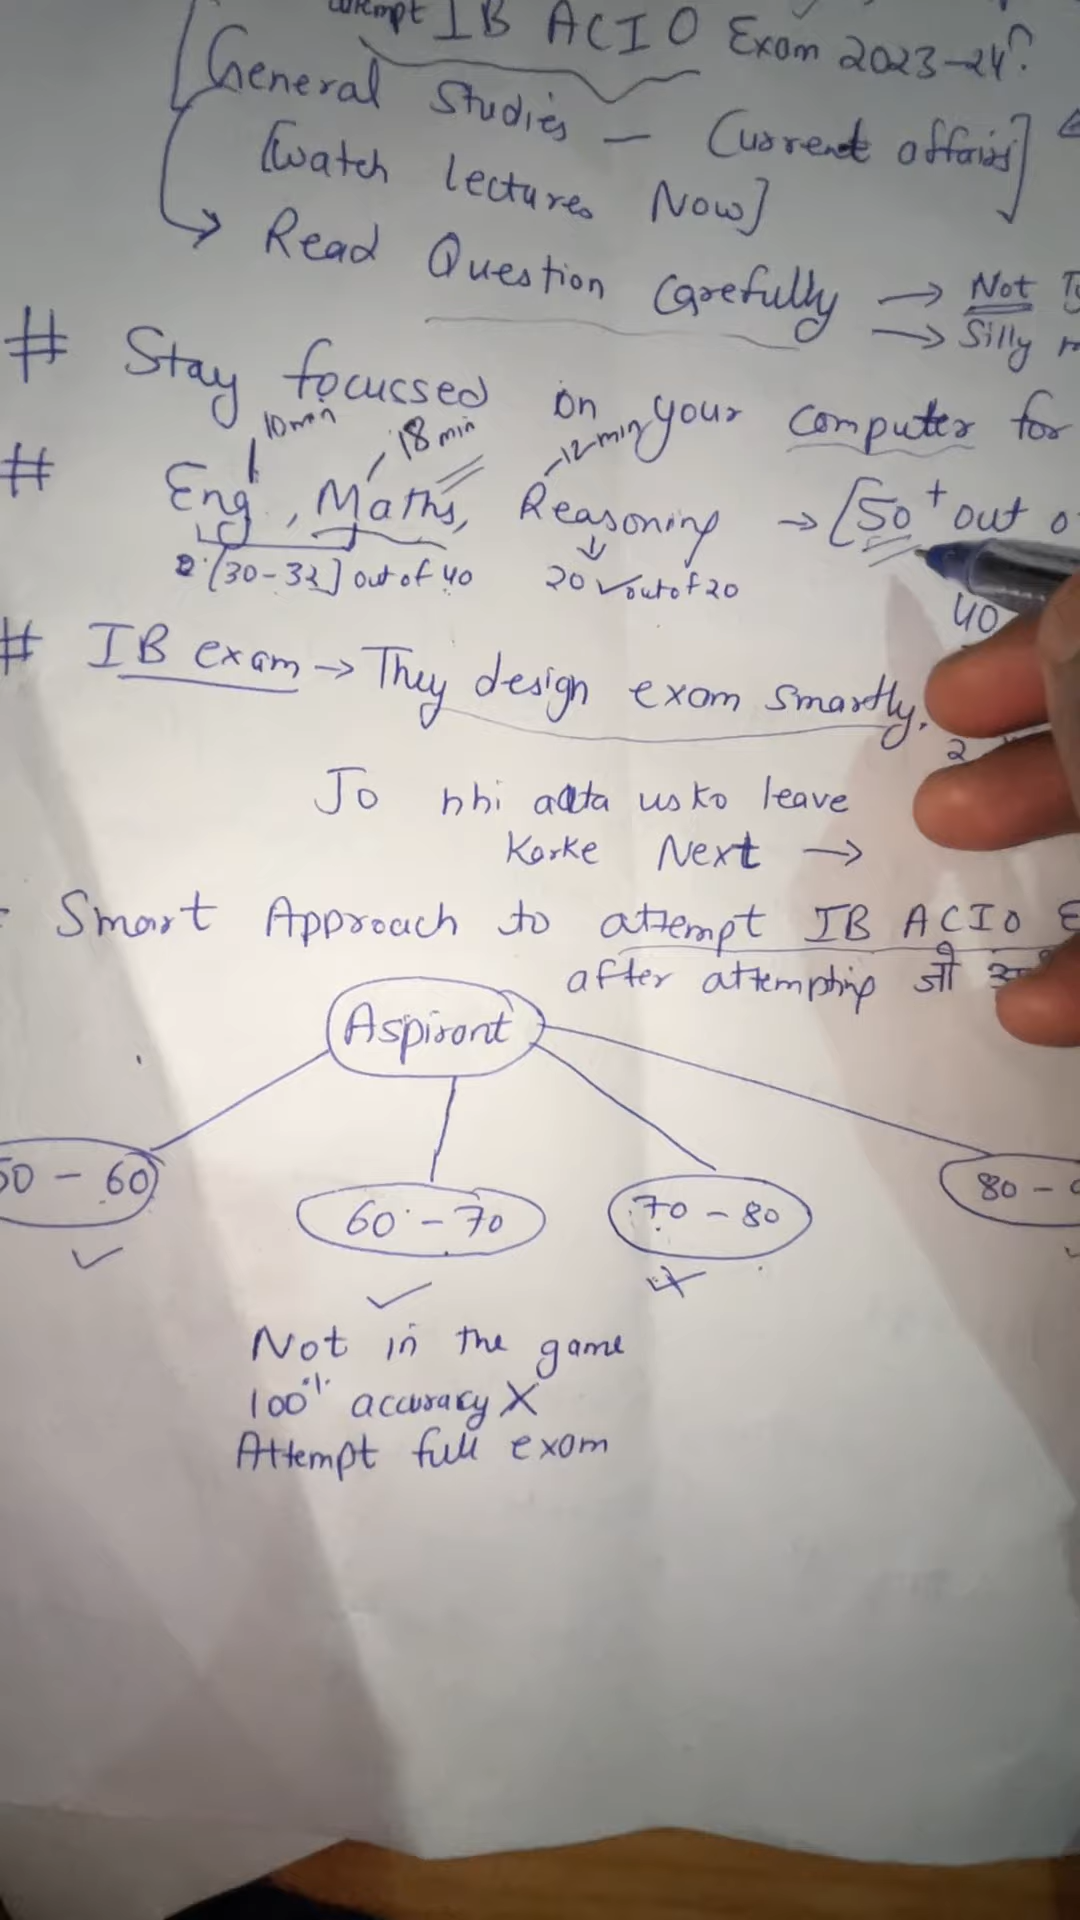 attempt IB ACIO Exam 2023-24?
General Studies — Current affairs]
[watch lectures Now]
→ Read Question Carefully → Not
→ Silly
# Stay focussed on your computer for
10 min 18 min 12 min
# Eng, Maths, Reasoning → [50+ out
[30-32] out of 40 20 ✓ out of 20
40
# IB exam → They design exam smartly.
2
Jo nhi aata usko leave
Karke Next →
Smart Approach to attempt IB ACIO
after attempting जो
Aspirant
50 - 60
60 - 70
70 - 80
80 -
Not in the game
100% accuracy X
Attempt full exam